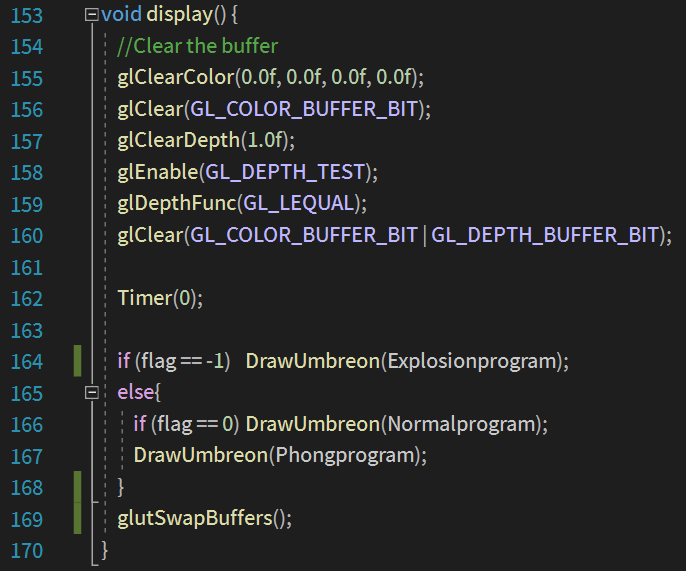 153 void display() {
154 //Clear the buffer
155 glClearColor(0.0f, 0.0f, 0.0f, 0.0f);
156 glClear(GL_COLOR_BUFFER_BIT);
157 glClearDepth(1.0f);
158 glEnable(GL_DEPTH_TEST);
159 glDepthFunc(GL_LEQUAL);
160 glClear(GL_COLOR_BUFFER_BIT | GL_DEPTH_BUFFER_BIT);
161
162 Timer(0);
163
164 if (flag == -1) DrawUmbreon(Explosionprogram);
165 else{
166 if (flag == 0) DrawUmbreon(Normalprogram);
167 DrawUmbreon(Phongprogram);
168 }
169 glutSwapBuffers();
170 }